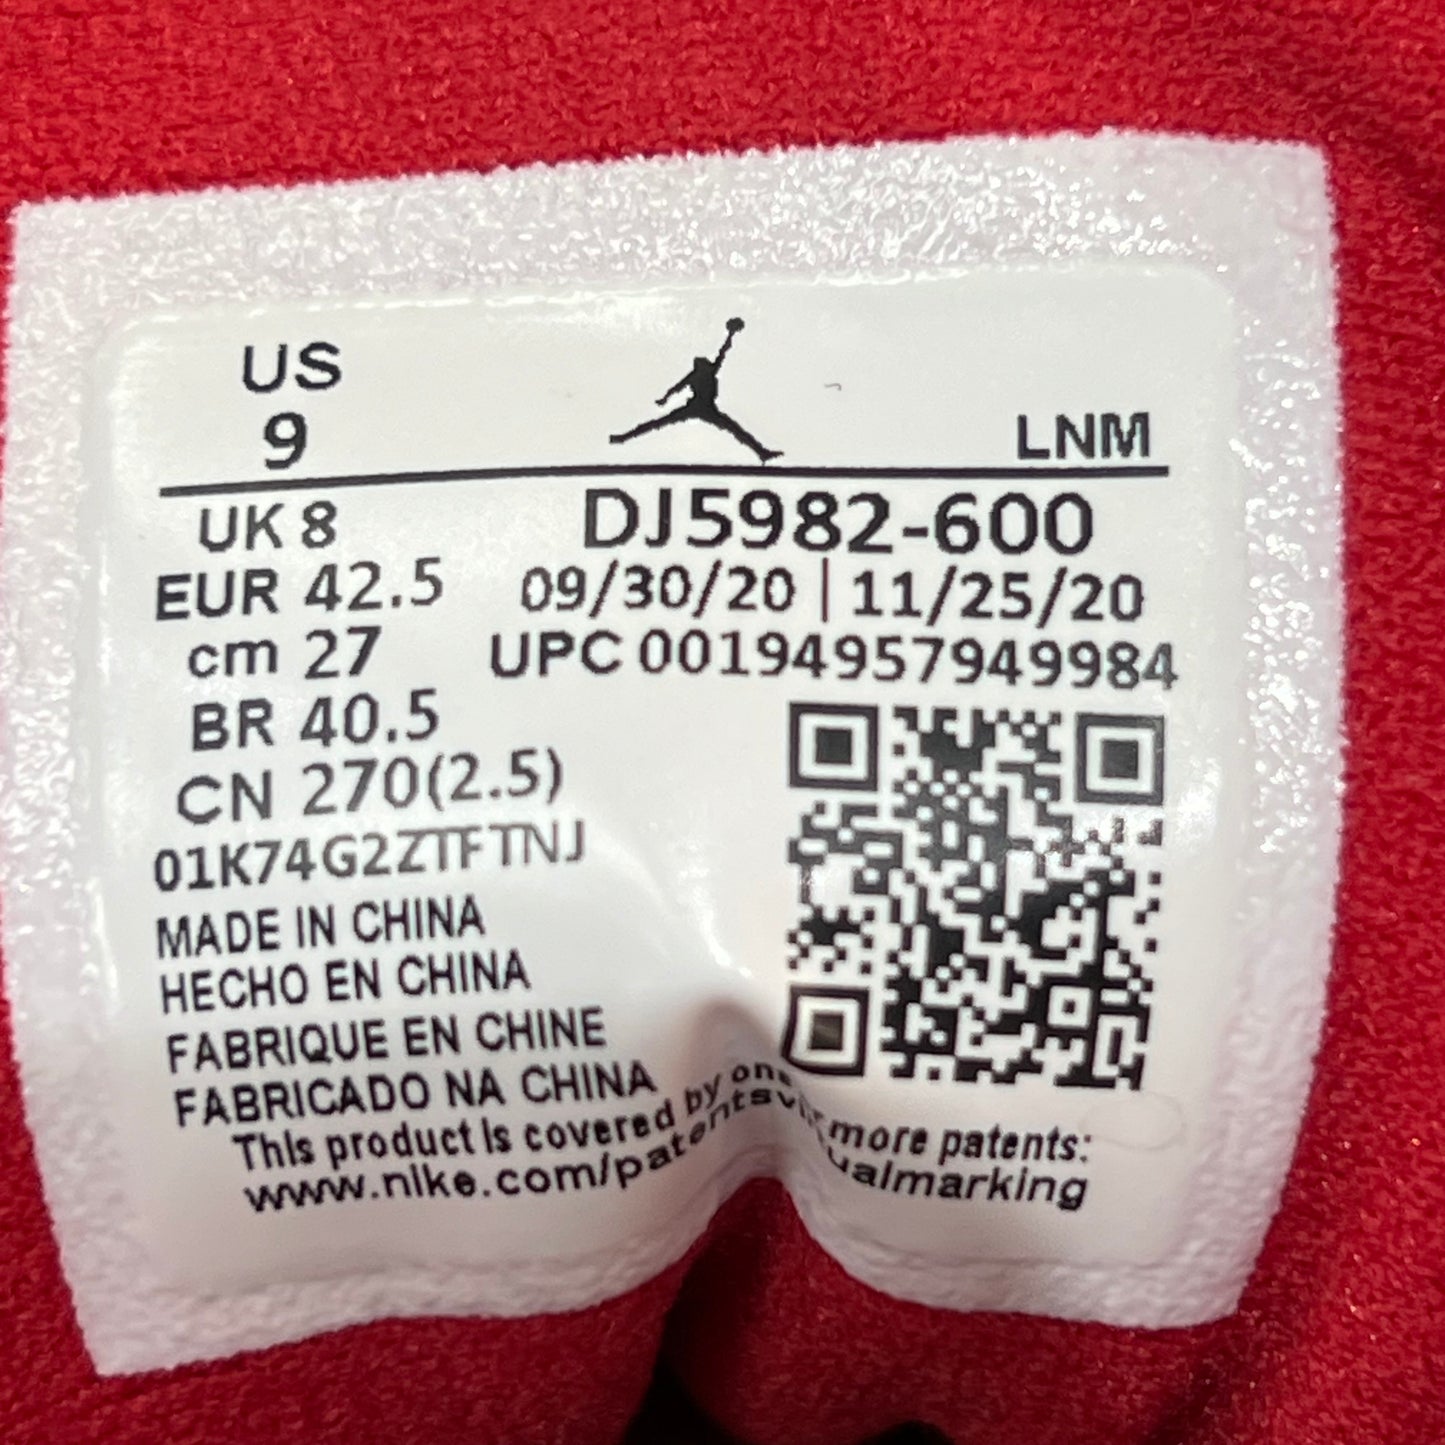 US
9
LNM
UK 8
DJ5982-600
EUR 42.5
09/30/20 | 11/25/20
cm 27
UPC 00194957949984
BR 40.5
CN 270(2.5)
01K74G2ZTFTNJ
MADE IN CHINA
HECHO EN CHINA
FABRIQUE EN CHINE
FABRICADO NA CHINA
This product is covered by one more patents:
www.nike.com/patentsvirtualmarking